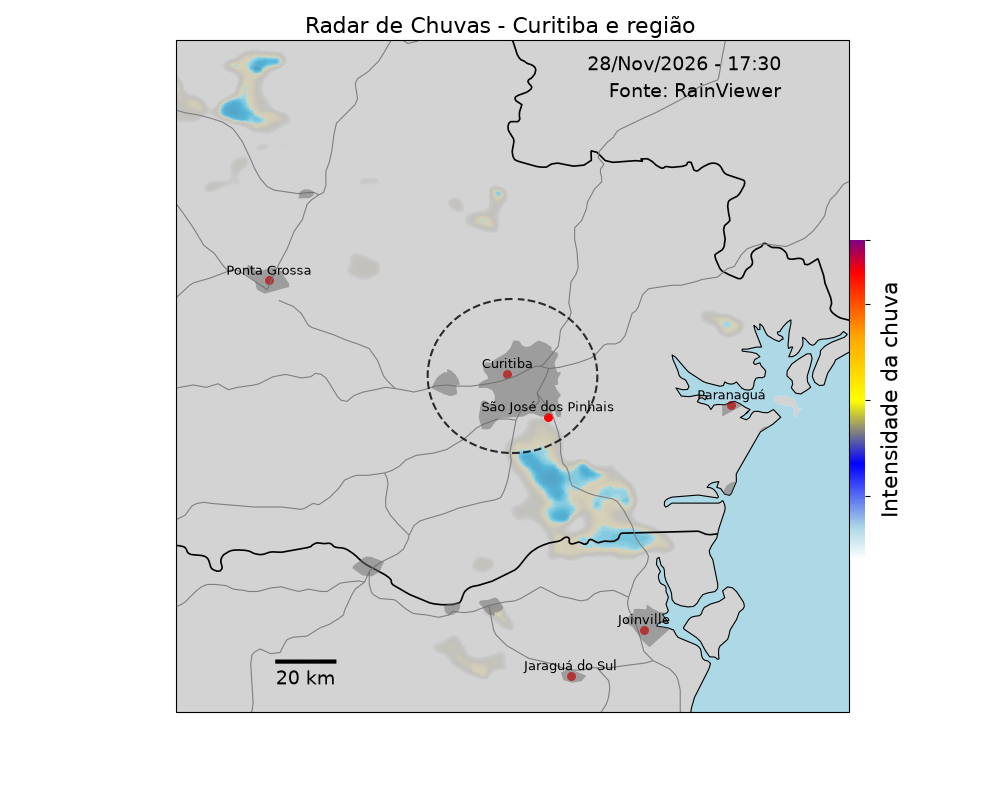 Radar de Chuvas - Curitiba e região
28/Nov/2026 - 17:30
Fonte: RainViewer
Ponta Grossa
Curitiba
Paranaguá
São José dos Pinhais
Joinville
Jaraguá do Sul
20 km
Intensidade da chuva